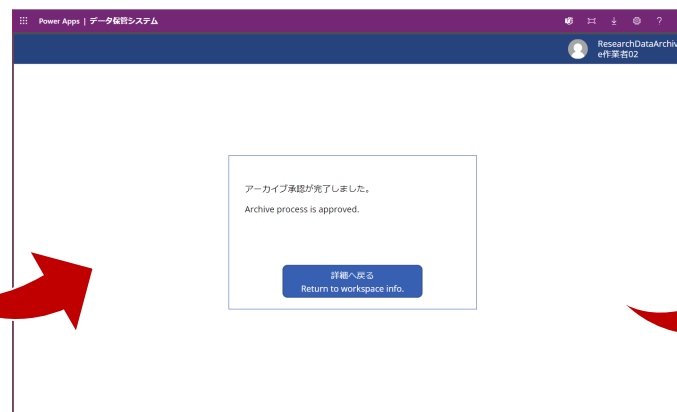 Power Apps | データ保管システム
?
ResearchDataArchiv
e作業者02
アーカイブ承認が完了しました。
Archive process is approved.
詳細へ戻る
Return to workspace info.